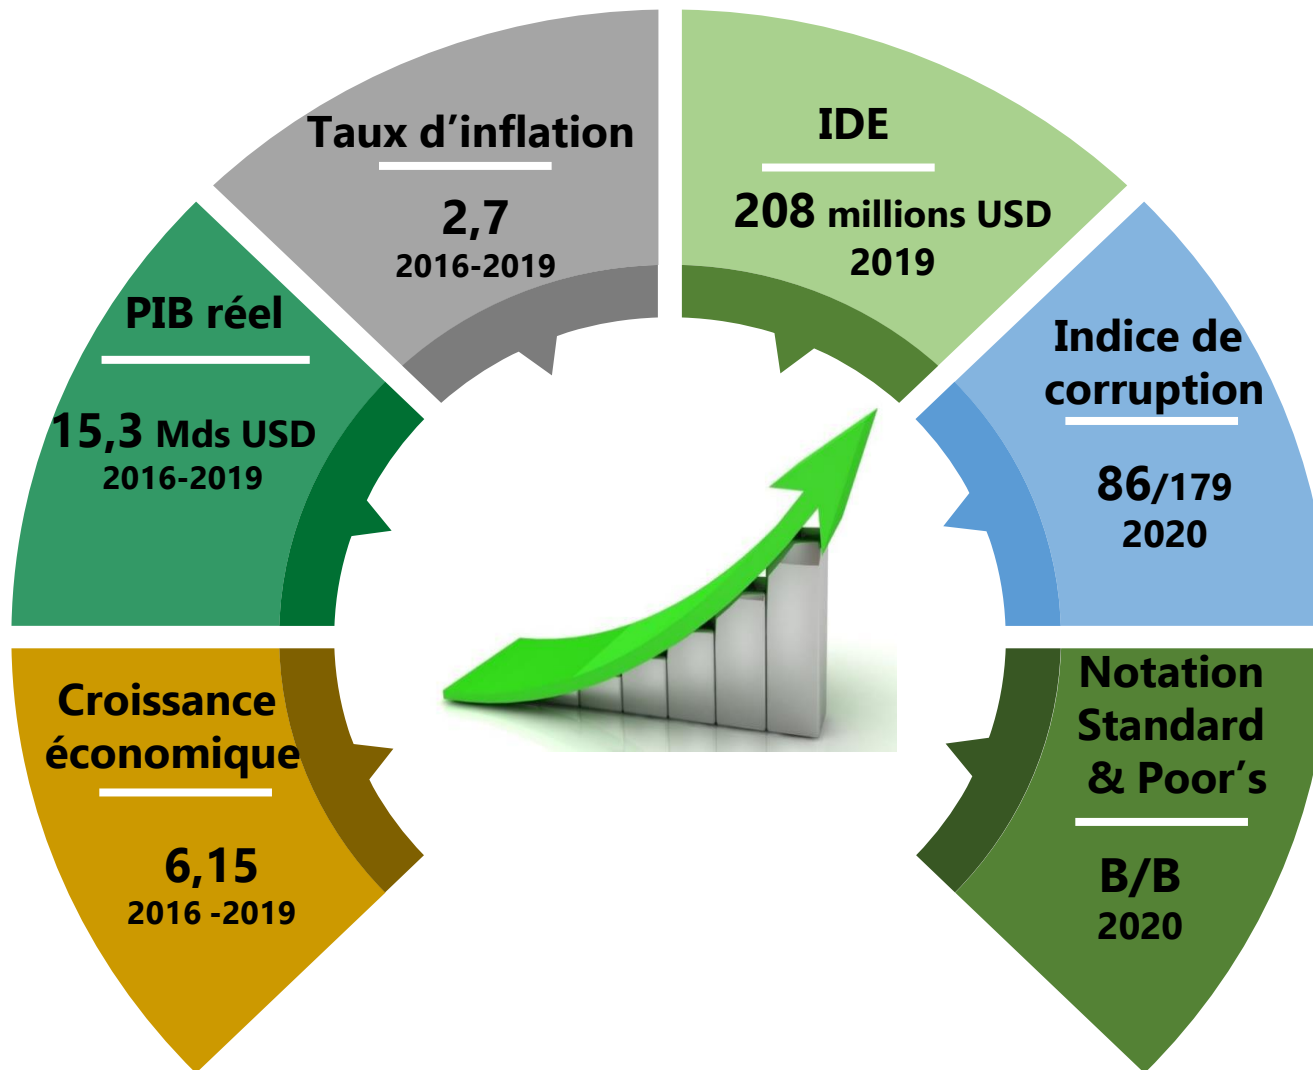 Taux d’inflation
2,7
2016-2019
IDE
208 millions USD
2019
PIB réel
15,3 Mds USD
2016-2019
Indice de
corruption
86/179
2020
Croissance
économique
6,15
2016 -2019
Notation
Standard
& Poor’s
B/B
2020